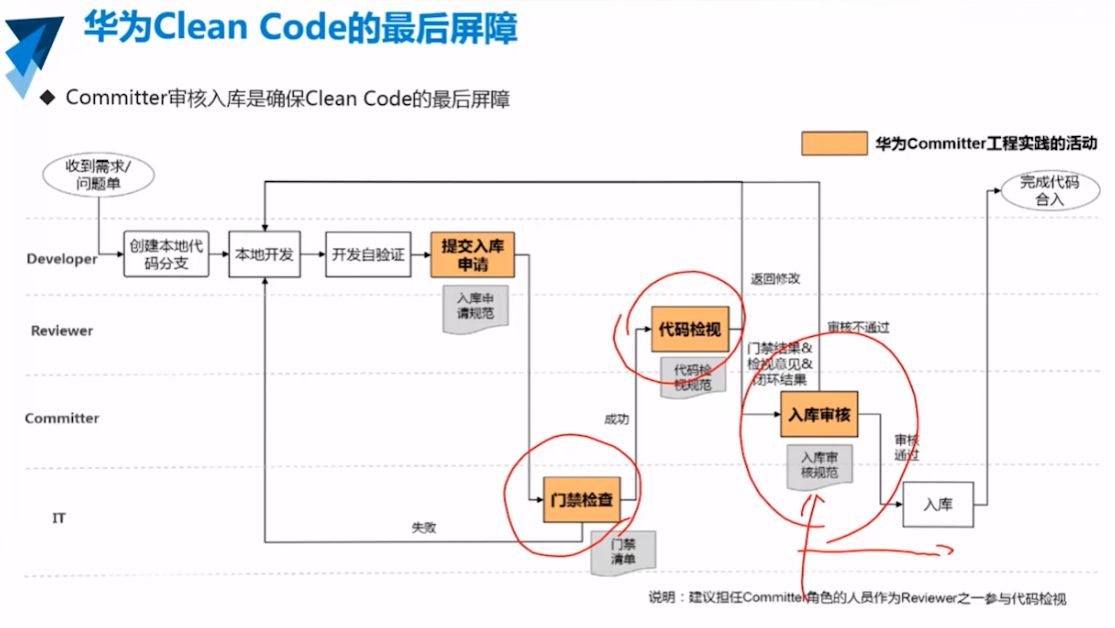 华为Clean Code的最后屏障
◆ Committer审核入库是确保Clean Code的最后屏障
华为Committer工程实践的活动
收到需求/
问题单
完成代码
合入
Developer
创建本地代
码分支
本地开发
开发自验证
提交入库
申请
入库申
请规范
返回修改
Reviewer
代码检视
代码检
视规范
审核不通过
门禁结果&
检视意见&
闭环结果
Committer
成功
入库审核
入库审
核规范
审核
通过
IT
门禁检查
门禁
清单
失败
入库
说明：建议担任Committer角色的人员作为Reviewer之一参与代码检视